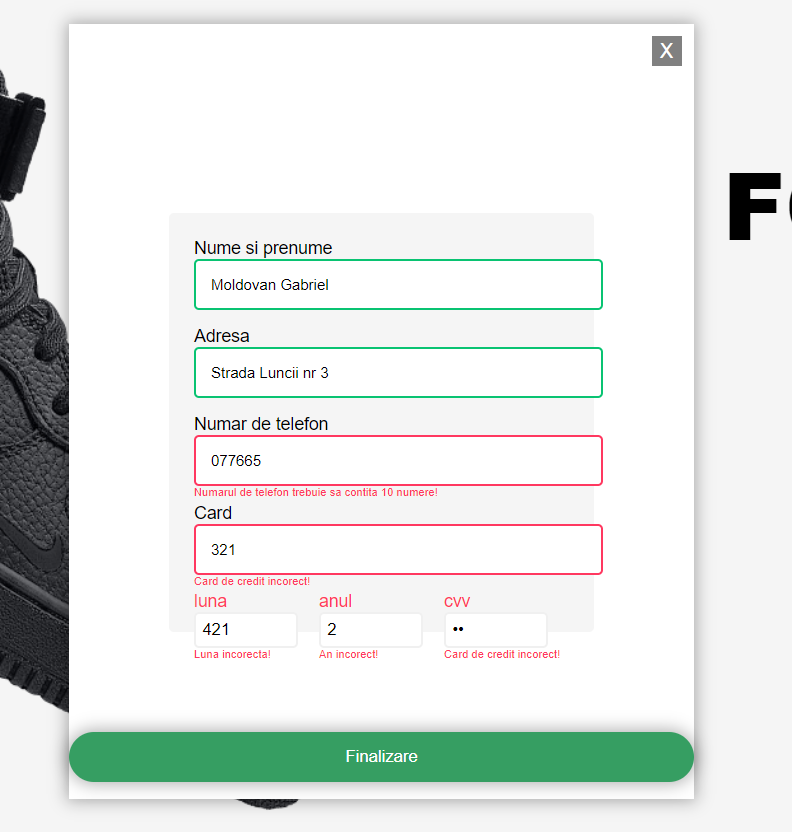 X
Nume si prenume
Moldovan Gabriel
Adresa
Strada Luncii nr 3
Numar de telefon
077665
Numarul de telefon trebuie sa contita 10 numere!
Card
321
Card de credit incorect!
luna anul cvv
421 2 ••
Luna incorecta! An incorect! Card de credit incorect!
Finalizare